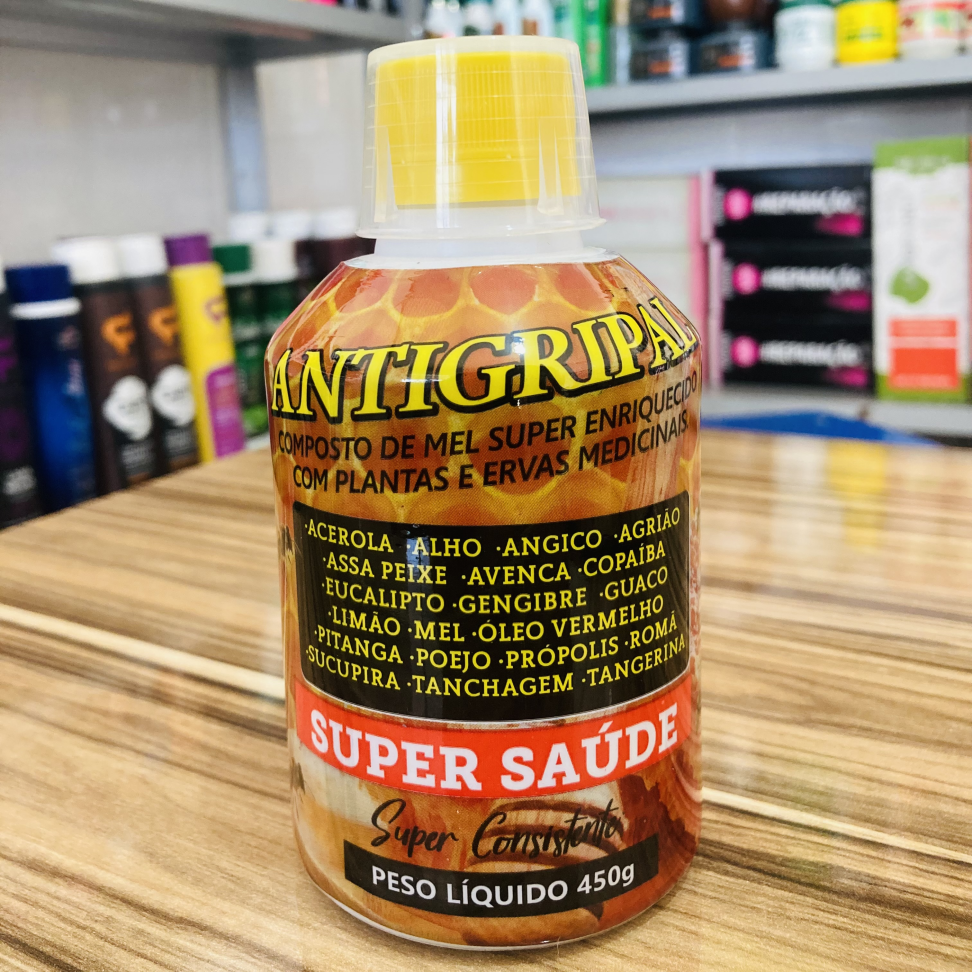 ANTIGRIPAL
COMPOSTO DE MEL SUPER ENRIQUECIDO
COM PLANTAS E ERVAS MEDICINAIS.
·ACEROLA ·ALHO ·ANGICO ·AGRIÃO
·ASSA PEIXE ·AVENCA ·COPAÍBA
·EUCALIPTO ·GENGIBRE ·GUACO
·LIMÃO ·MEL ·ÓLEO VERMELHO
·PITANGA ·POEJO ·PRÓPOLIS ·ROMÃ
·SUCUPIRA ·TANCHAGEM ·TANGERINA
SUPER SAÚDE
Super Consistente
PESO LÍQUIDO 450g